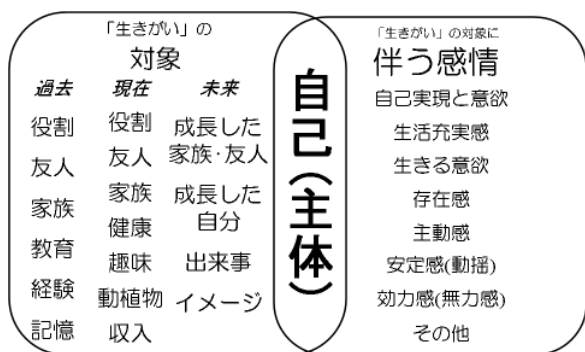 「生きがい」の
対象
過去 現在 未来
役割 役割 成長した
友人 友人 家族・友人
家族 家族 成長した
教育 健康 自分
経験 趣味 出来事
記憶 動植物 イメージ
収入
自己(主体)
「生きがい」の対象に
伴う感情
自己実現と意欲
生活充実感
生きる意欲
存在感
主動感
安定感(動揺)
効力感(無力感)
その他